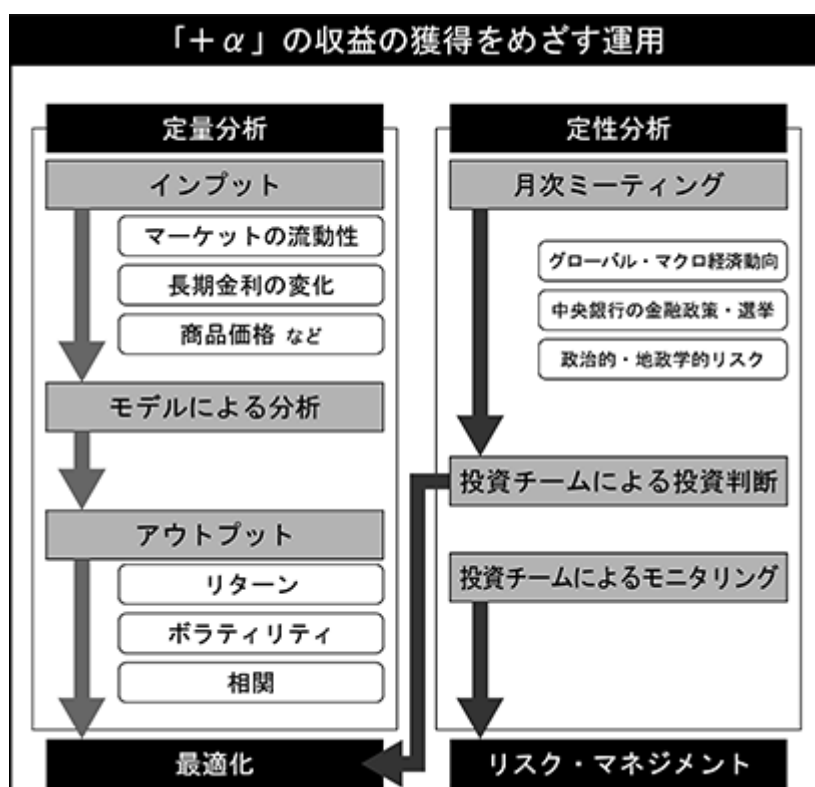 「＋α」の収益の獲得をめざす運用
定量分析
インプット
マーケットの流動性
長期金利の変化
商品価格 など
モデルによる分析
アウトプット
リターン
ボラティリティ
相関
最適化
定性分析
月次ミーティング
グローバル・マクロ経済動向
中央銀行の金融政策・選挙
政治的・地政学的リスク
投資チームによる投資判断
投資チームによるモニタリング
リスク・マネジメント